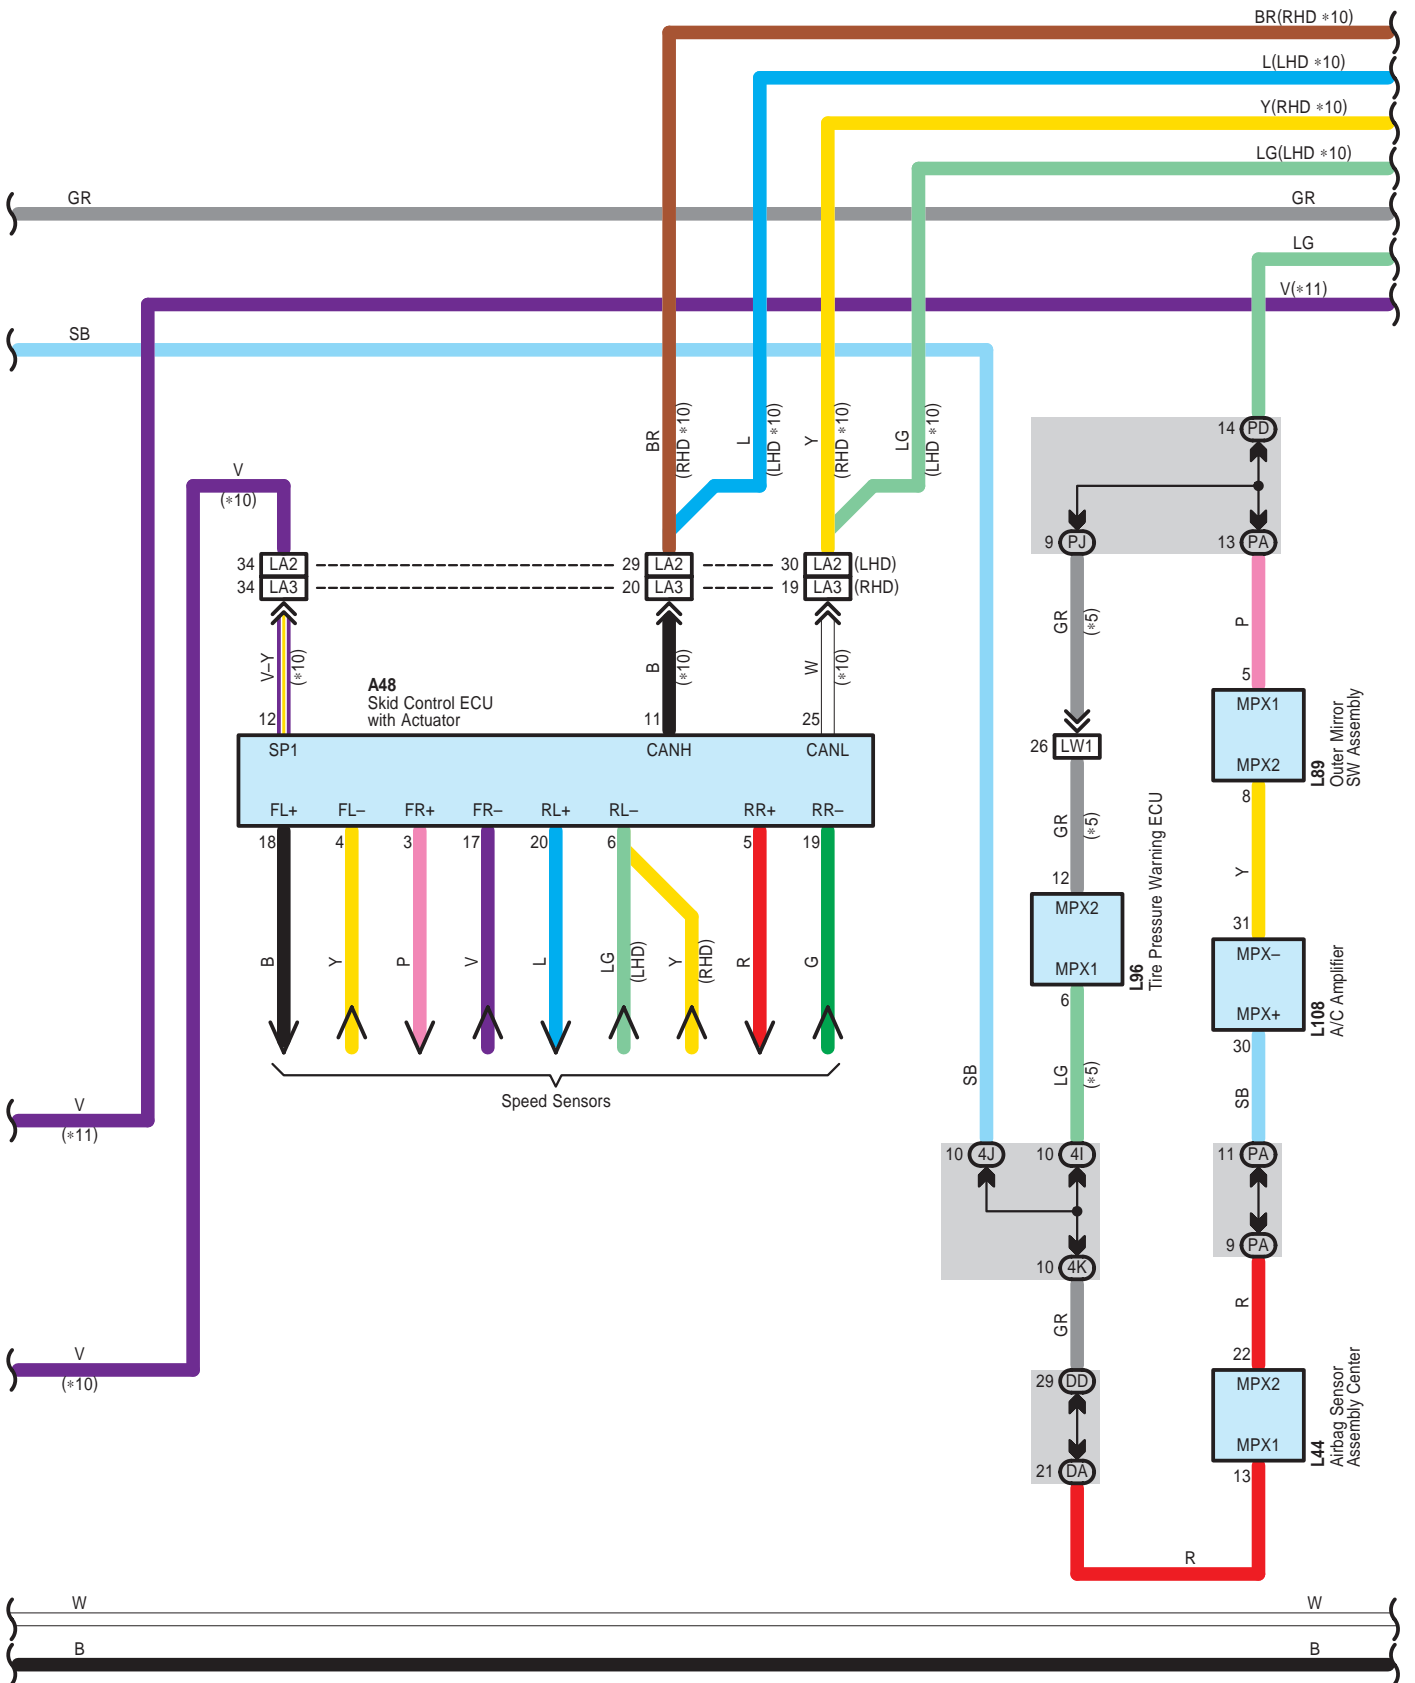 BR(RHD *10)
L(LHD *10)
Y(RHD *10)
LG(LHD *10)
GR GR
LG
V(*11)
SB
BR
(RHD *10)
L
(LHD *10)
Y
(RHD *10)
LG
(LHD *10)
14 PD
V
(*10)
9 PJ 13 PA
34 LA2 29 LA2 30 LA2 (LHD)
34 LA3 20 LA3 19 LA3 (RHD)
V–Y
(*10)
B
(*10)
W
(*10)
GR
(*5)
P
A48
Skid Control ECU
with Actuator
12 11 25
5
SP1 CANH CANL
MPX1
MPX2
L89
Outer Mirror
SW Assembly
8
26 LW1
FL+ FL– FR+ FR– RL+ RL– RR+ RR–
18 4 3 17 20 6 5 19
GR
(*5)
Y
12
31
MPX2
MPX1
L96
Tire Pressure Warning ECU
6
MPX–
MPX+
L108
A/C Amplifier
30
B Y P V L LG
(LHD)
Y
(RHD)
R G
Speed Sensors
SB
LG
(*5)
SB
V
(*11)
10 4J 10 4I 11 PA
9 PA
10 4K
GR
R
V
(*10)
22
29 DD
MPX2
MPX1
L44
Airbag Sensor
Assembly Center
13
21 DA
R
W W
B B